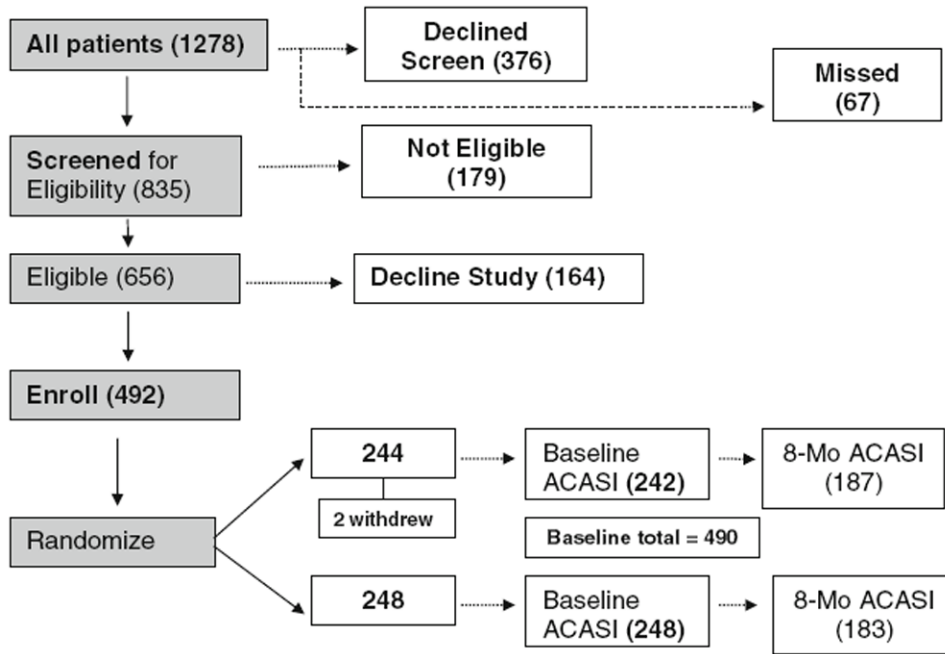 All patients (1278)
Declined
Screen (376)
Missed
(67)
Screened for
Eligibility (835)
Not Eligible
(179)
Eligible (656)
Decline Study (164)
Enroll (492)
Randomize
244
2 withdrew
Baseline
ACASI (242)
8-Mo ACASI
(187)
Baseline total = 490
248
Baseline
ACASI (248)
8-Mo ACASI
(183)